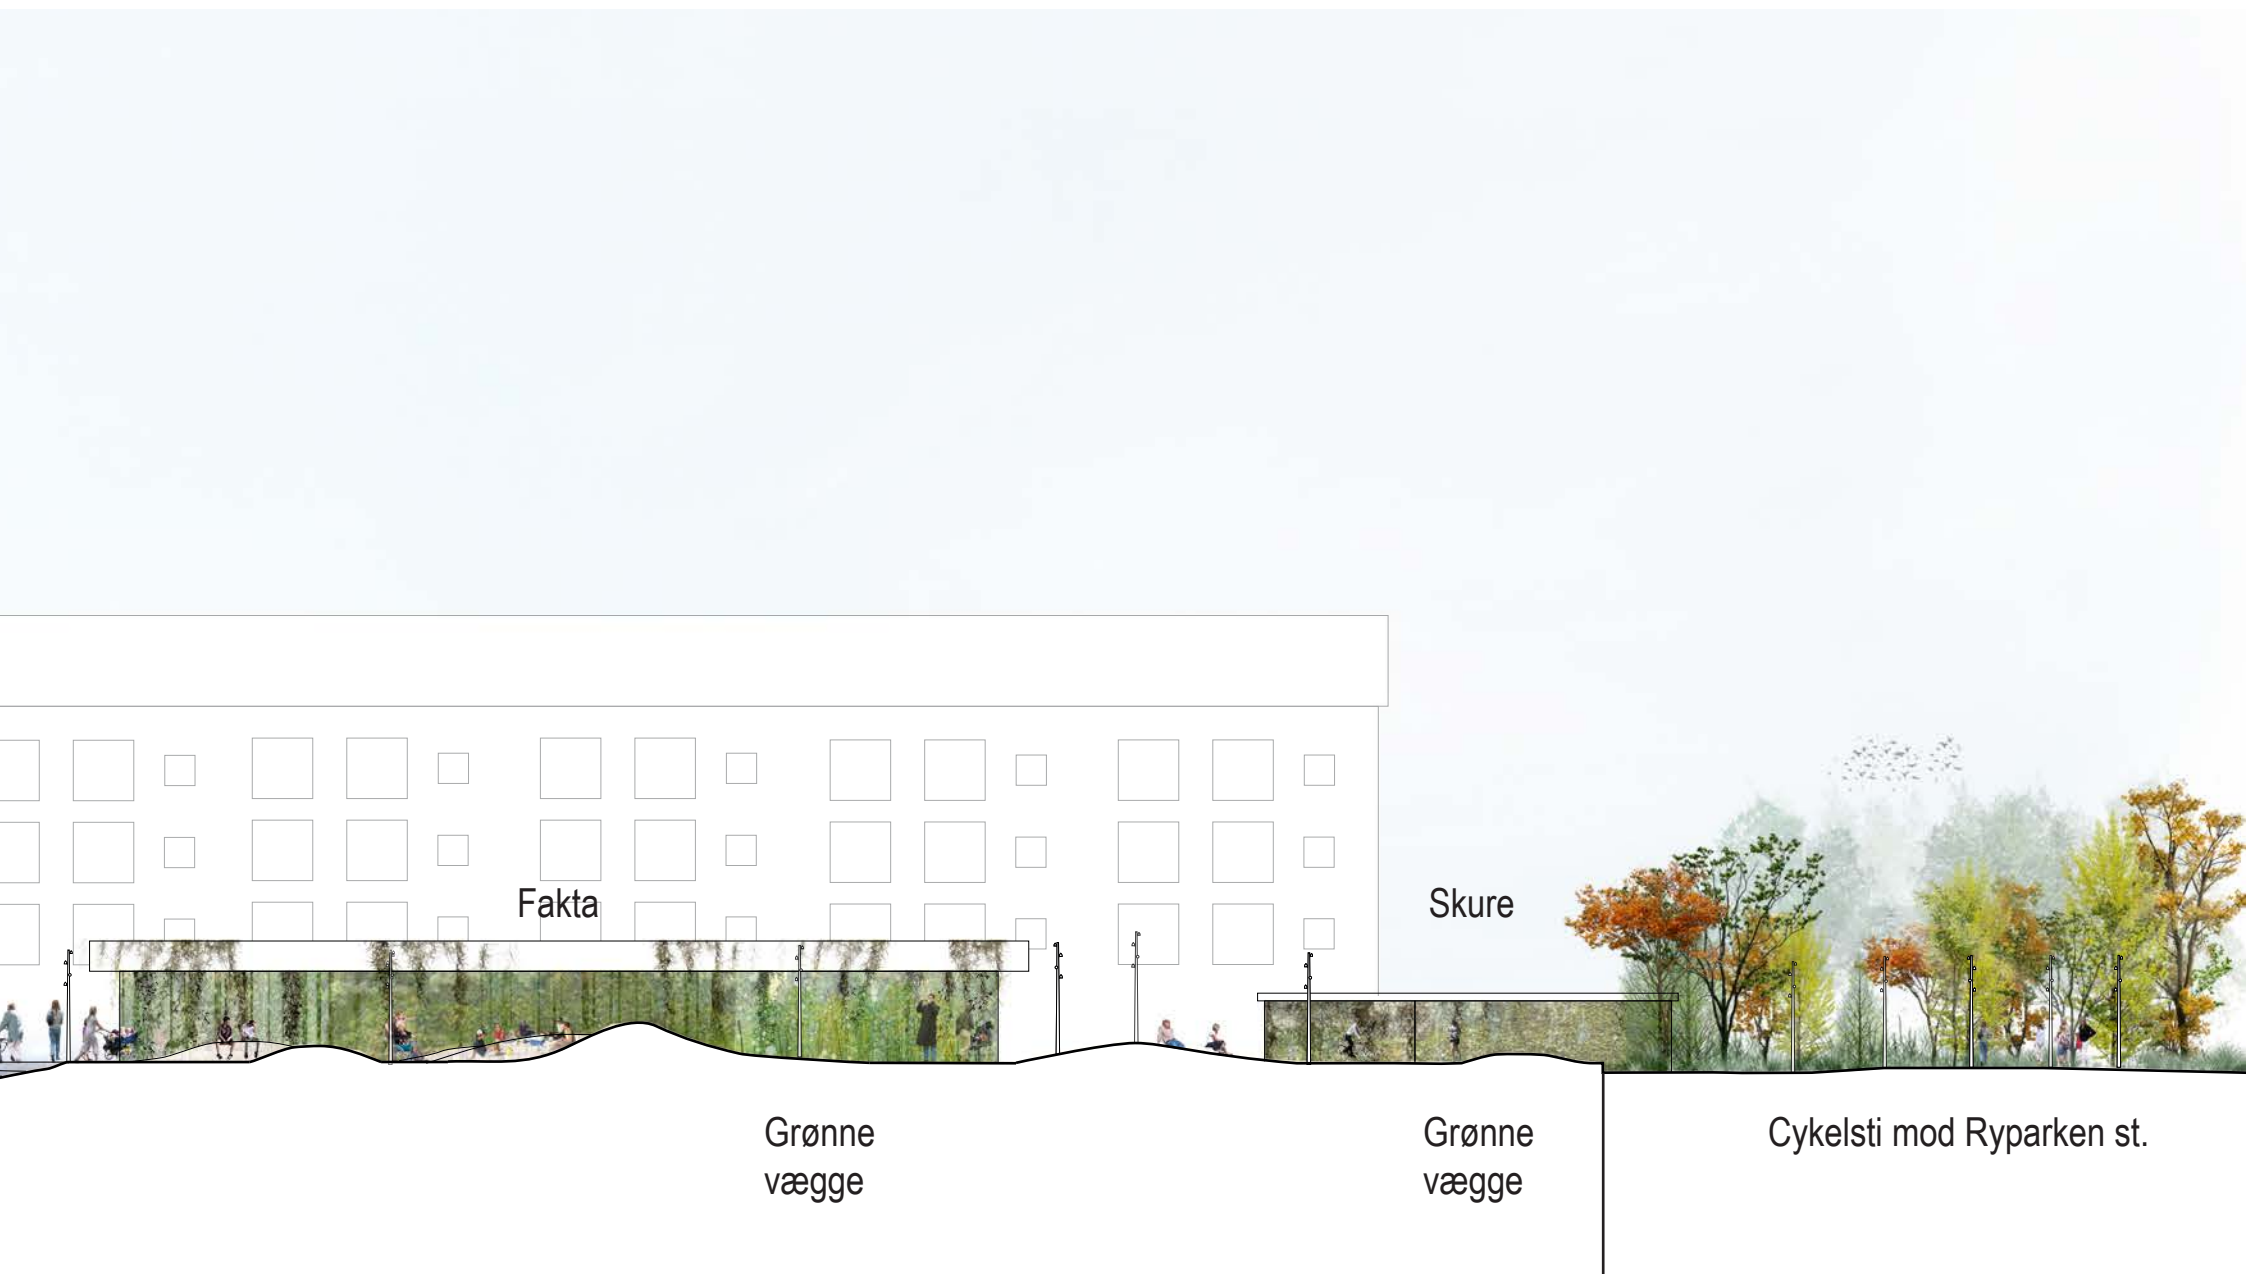 Fakta
Skure
Grønne
vægge
Grønne
vægge
Cykelsti mod Ryparken st.